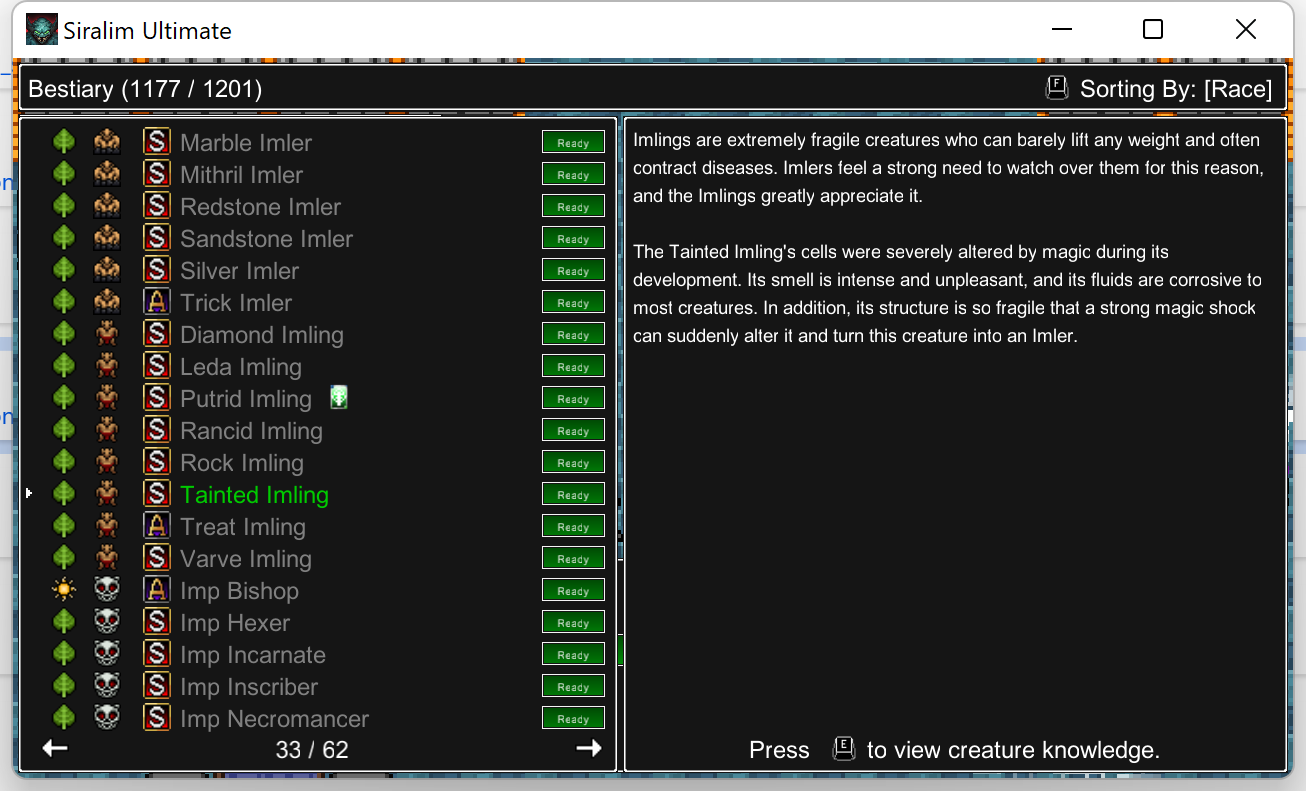 Siralim Ultimate
Bestiary (1177 / 1201)
F Sorting By: [Race]
S Marble Imler Ready
S Mithril Imler Ready
S Redstone Imler Ready
S Sandstone Imler Ready
S Silver Imler Ready
A Trick Imler Ready
S Diamond Imling Ready
S Leda Imling Ready
S Putrid Imling Ready
S Rancid Imling Ready
S Rock Imling Ready
S Tainted Imling Ready
A Treat Imling Ready
S Varve Imling Ready
A Imp Bishop Ready
S Imp Hexer Ready
S Imp Incarnate Ready
S Imp Inscriber Ready
S Imp Necromancer Ready
33 / 62
Imlings are extremely fragile creatures who can barely lift any weight and often
contract diseases. Imlers feel a strong need to watch over them for this reason,
and the Imlings greatly appreciate it.
The Tainted Imling's cells were severely altered by magic during its
development. Its smell is intense and unpleasant, and its fluids are corrosive to
most creatures. In addition, its structure is so fragile that a strong magic shock
can suddenly alter it and turn this creature into an Imler.
Press E to view creature knowledge.